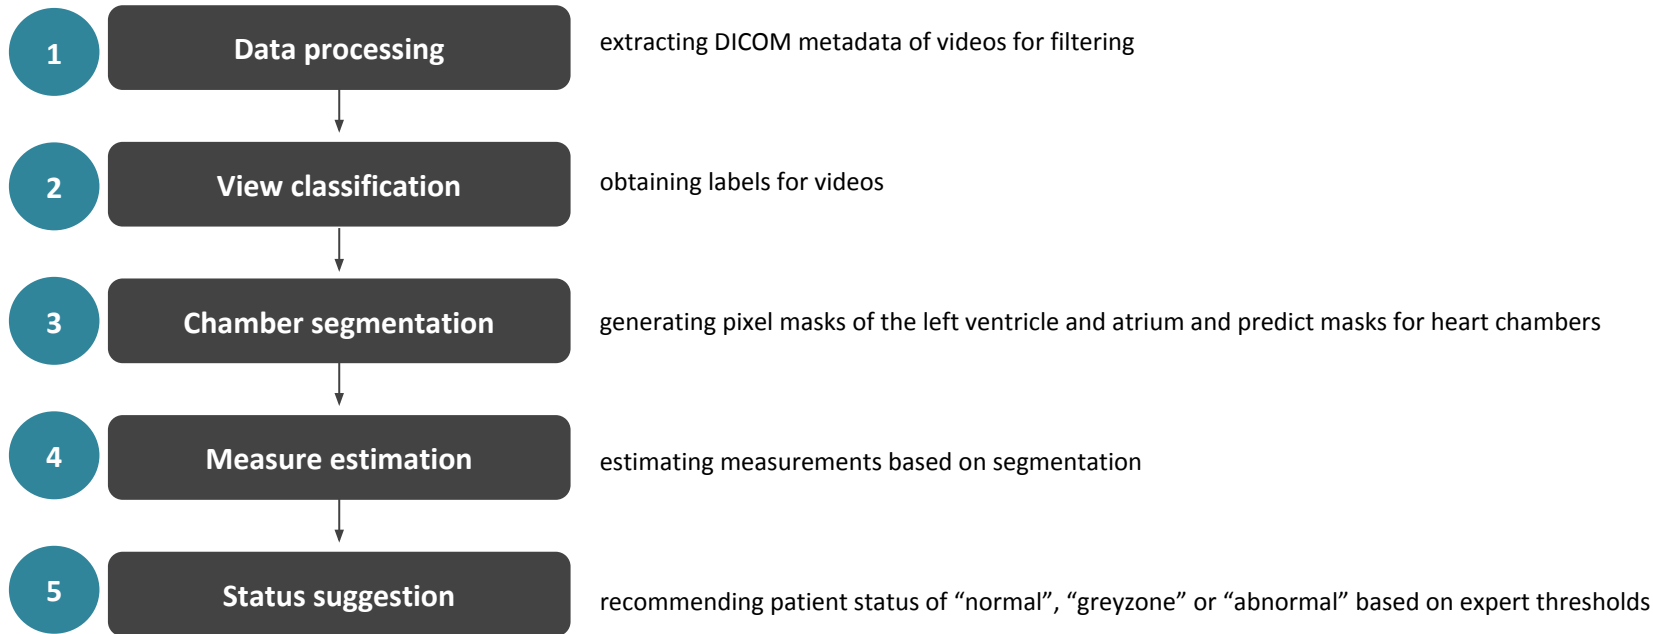 1
Data processing
extracting DICOM metadata of videos for filtering
2
View classification
obtaining labels for videos
3
Chamber segmentation
generating pixel masks of the left ventricle and atrium and predict masks for heart chambers
4
Measure estimation
estimating measurements based on segmentation
5
Status suggestion
recommending patient status of “normal”, “greyzone” or “abnormal” based on expert thresholds